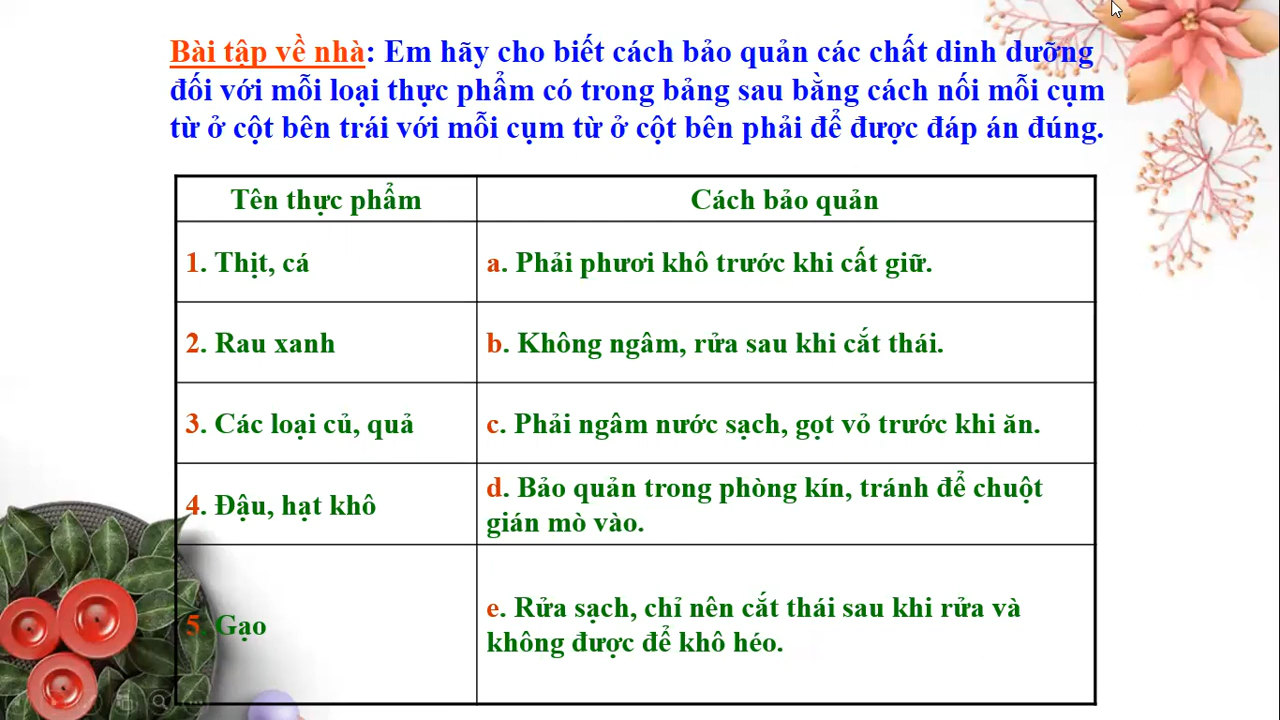 Bài tập về nhà: Em hãy cho biết cách bảo quản các chất dinh dưỡng
đối với mỗi loại thực phẩm có trong bảng sau bằng cách nối mỗi cụm
từ ở cột bên trái với mỗi cụm từ ở cột bên phải để được đáp án đúng.
Tên thực phẩm
Cách bảo quản
1. Thịt, cá
a. Phải phươi khô trước khi cất giữ.
2. Rau xanh
b. Không ngâm, rửa sau khi cắt thái.
3. Các loại củ, quả
c. Phải ngâm nước sạch, gọt vỏ trước khi ăn.
4. Đậu, hạt khô
d. Bảo quản trong phòng kín, tránh để chuột
gián mò vào.
5. Gạo
e. Rửa sạch, chỉ nên cắt thái sau khi rửa và
không được để khô héo.